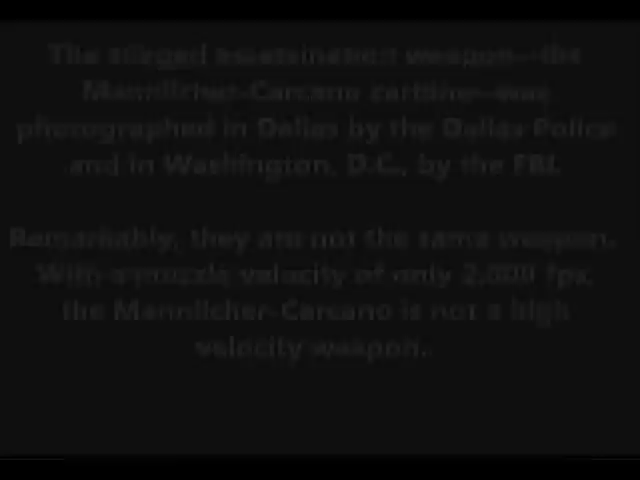 The alleged assassination weapon--the
Mannlicher-Carcano carbine--was
photographed in Dallas by the Dallas Police
and in Washington, D.C., by the FBI.
Remarkably, they are not the same weapon.
With a muzzle velocity of only 2,000 fps,
the Mannlicher-Carcano is not a high
velocity weapon.